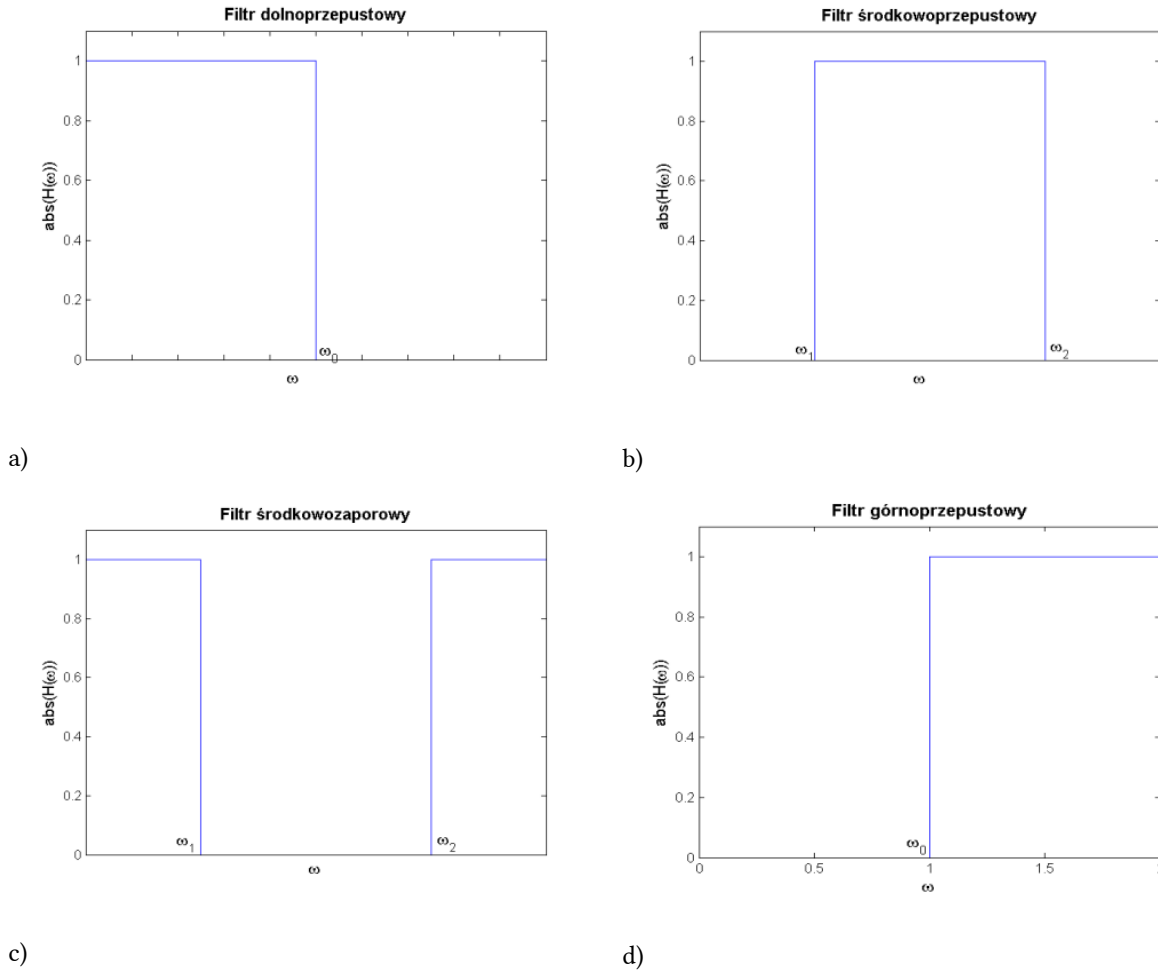 Filtr dolnoprzepustowy
1
0.8
0.6
0.4
0.2
0
abs(H(ω))
ω0
ω
a)
Filtr środkowoprzepustowy
1
0.8
0.6
0.4
0.2
0
abs(H(ω))
ω1
ω2
ω
b)
Filtr środkowozaporowy
1
0.8
0.6
0.4
0.2
0
abs(H(ω))
ω1
ω2
ω
c)
Filtr górnoprzepustowy
1
0.8
0.6
0.4
0.2
0
abs(H(ω))
ω0
0 0.5 1 1.5
ω
d)